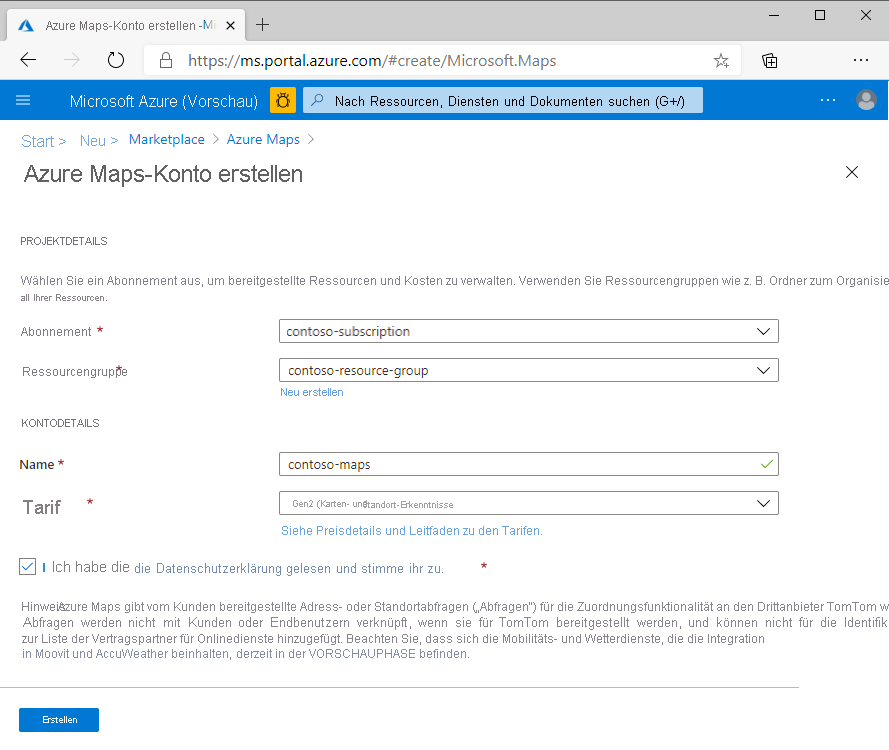 Azure Maps-Konto erstellen -Mi
https://ms.portal.azure.com/#create/Microsoft.Maps
Microsoft Azure (Vorschau)
Nach Ressourcen, Diensten und Dokumenten suchen (G+/)
Start > Neu > Marketplace > Azure Maps >
Azure Maps-Konto erstellen
PROJEKTDETAILS
Wählen Sie ein Abonnement aus, um bereitgestellte Ressourcen und Kosten zu verwalten. Verwenden Sie Ressourcengruppen wie z. B. Ordner zum Organisie
all Ihrer Ressourcen.
Abonnement * contoso-subscription
Ressourcengruppe * contoso-resource-group
Neu erstellen
KONTODETAILS
Name * contoso-maps
Tarif * Gen2 (Karten- und Standort-Erkenntnisse
Siehe Preisdetails und Leitfaden zu den Tarifen.
I Ich habe die die Datenschutzerklärung gelesen und stimme ihr zu. *
Hinweis: Azure Maps gibt vom Kunden bereitgestellte Adress- oder Standortabfragen („Abfragen") für die Zuordnungsfunktionalität an den Drittanbieter TomTom w
Abfragen werden nicht mit Kunden oder Endbenutzern verknüpft, wenn sie für TomTom bereitgestellt werden, und können nicht für die Identifik
zur Liste der Vertragspartner für Onlinedienste hinzugefügt. Beachten Sie, dass sich die Mobilitäts- und Wetterdienste, die die Integration
in Moovit und AccuWeather beinhalten, derzeit in der VORSCHAUPHASE befinden.
Erstellen